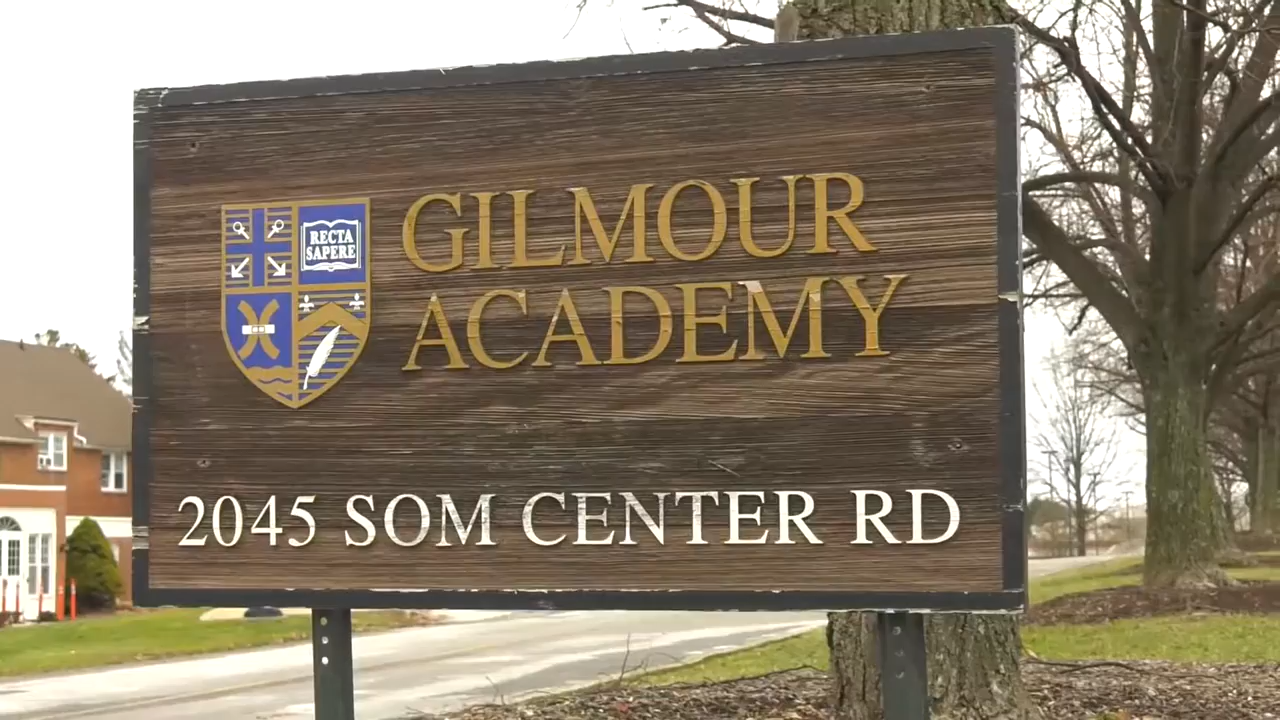 RECTA
SAPERE
GILMOUR
ACADEMY
2045 SOM CENTER RD